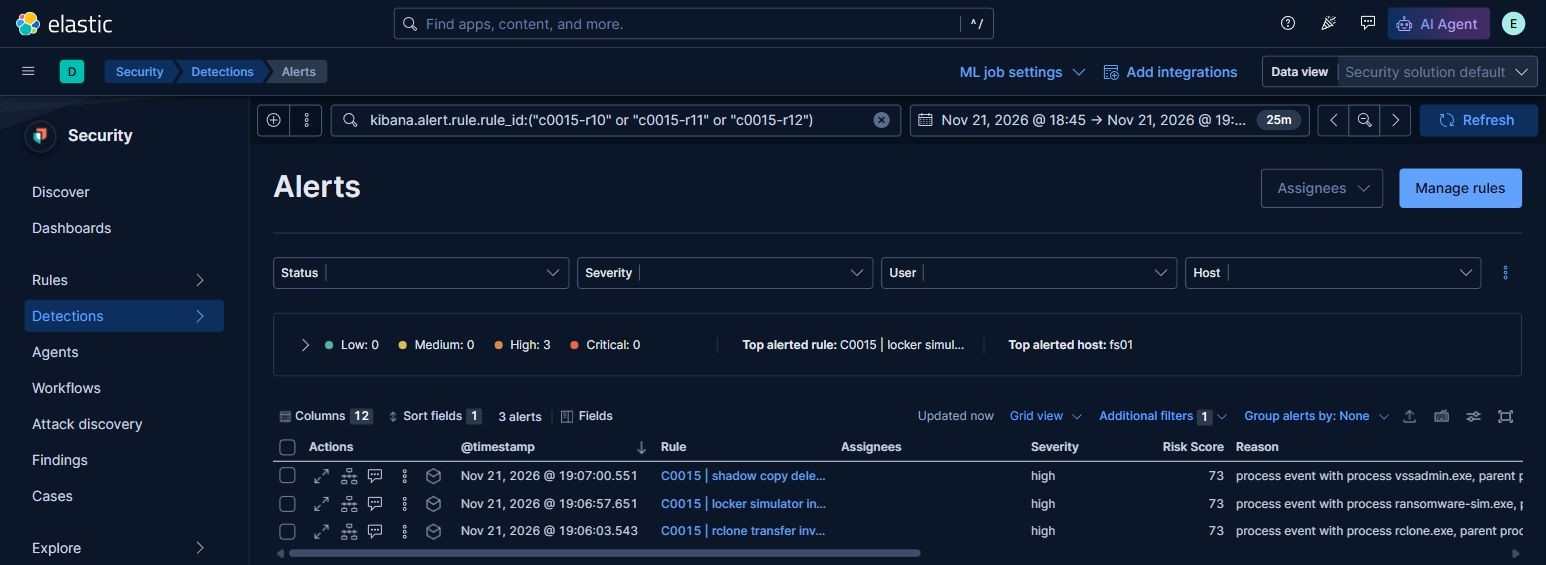 elastic
Find apps, content, and more.
^/
AI Agent
E
D
Security
Detections
Alerts
ML job settings
Add integrations
Data view
Security solution default
Security
kibana.alert.rule.rule_id:("c0015-r10" or "c0015-r11" or "c0015-r12")
Nov 21, 2026 @ 18:45 → Nov 21, 2026 @ 19:...
25m
Refresh
Discover
Dashboards
Rules
Detections
Agents
Workflows
Attack discovery
Findings
Cases
Explore
Alerts
Assignees
Manage rules
Status
Severity
User
Host
Low: 0
Medium: 0
High: 3
Critical: 0
Top alerted rule: C0015 | locker simul...
Top alerted host: fs01
Columns 12
Sort fields 1
3 alerts
Fields
Updated now
Grid view
Additional filters 1
Group alerts by: None
Actions @timestamp Rule Assignees Severity Risk Score Reason
Nov 21, 2026 @ 19:07:00.551 C0015 | shadow copy dele... high 73 process event with process vssadmin.exe, parent p
Nov 21, 2026 @ 19:06:57.651 C0015 | locker simulator in... high 73 process event with process ransomware-sim.exe, p
Nov 21, 2026 @ 19:06:03.543 C0015 | rclone transfer inv... high 73 process event with process rclone.exe, parent proc